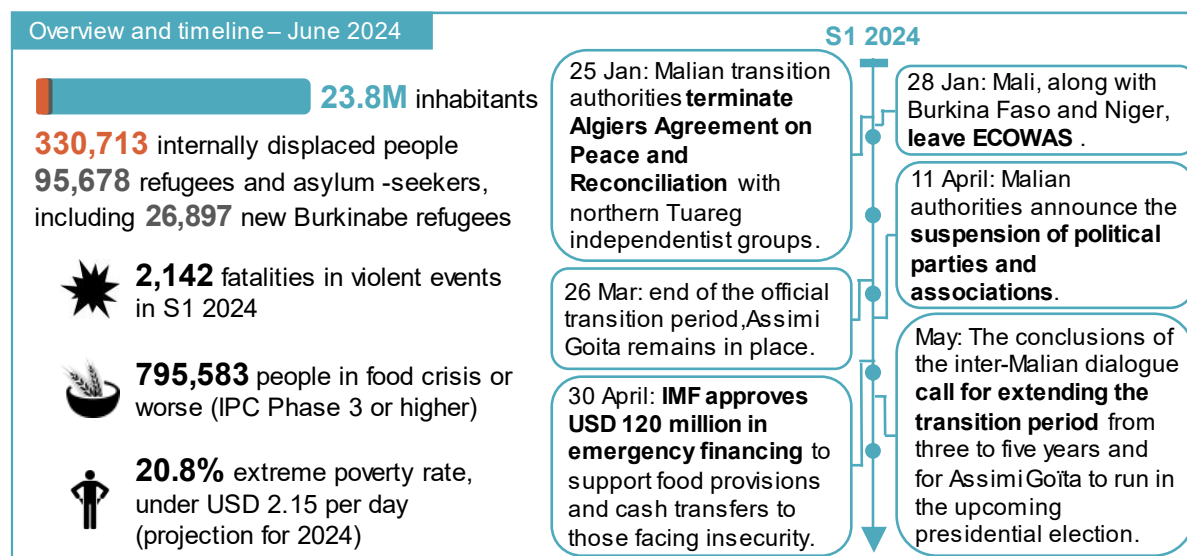 Overview and timeline – June 2024
23.8M inhabitants
330,713 internally displaced people
95,678 refugees and asylum -seekers,
including 26,897 new Burkinabe refugees
2,142 fatalities in violent events
in S1 2024
795,583 people in food crisis or
worse (IPC Phase 3 or higher)
20.8% extreme poverty rate,
under USD 2.15 per day
(projection for 2024)
S1 2024
25 Jan: Malian transition
authorities terminate
Algiers Agreement on
Peace and
Reconciliation with
northern Tuareg
independentist groups.
28 Jan: Mali, along with
Burkina Faso and Niger,
leave ECOWAS .
26 Mar: end of the official
transition period, Assimi
Goita remains in place.
11 April: Malian
authorities announce the
suspension of political
parties and
associations.
30 April: IMF approves
USD 120 million in
emergency financing to
support food provisions
and cash transfers to
those facing insecurity.
May: The conclusions of
the inter-Malian dialogue
call for extending the
transition period from
three to five years and
for Assimi Goïta to run in
the upcoming
presidential election.